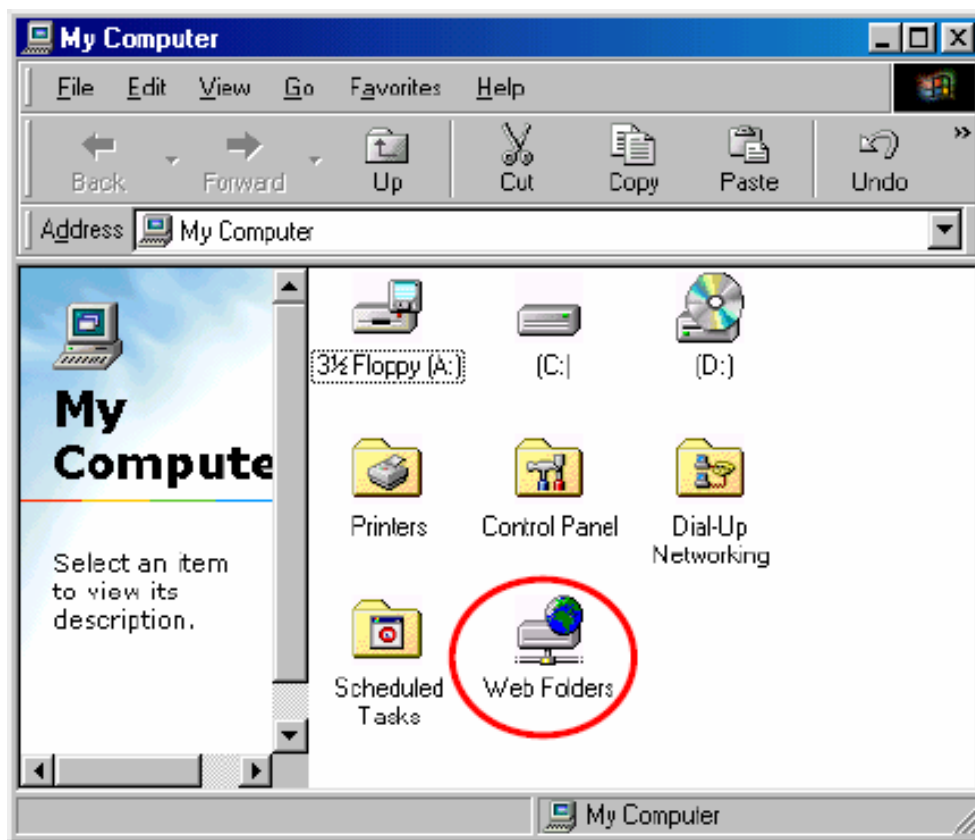 My Computer
File Edit View Go Favorites Help
Back Forward Up Cut Copy Paste Undo »
Address My Computer
3½ Floppy (A:) (C:) (D:)
My
Compute
Printers Control Panel Dial-Up
Networking
Select an item
to view its
description.
Scheduled
Tasks
Web Folders
My Computer